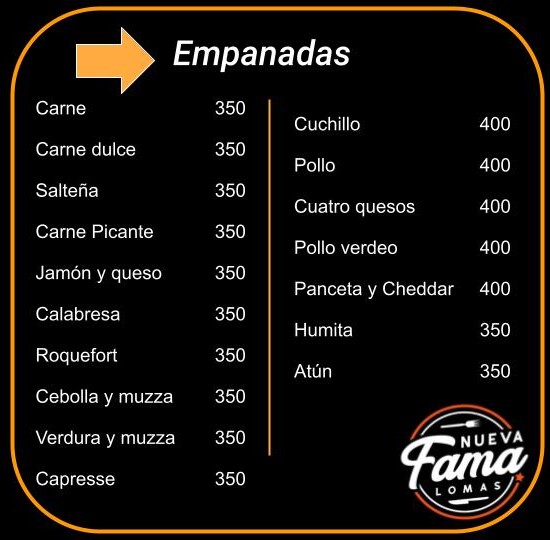 Empanadas
Carne 350
Carne dulce 350
Salteña 350
Carne Picante 350
Jamón y queso 350
Calabresa 350
Roquefort 350
Cebolla y muzza 350
Verdura y muzza 350
Capresse 350
Cuchillo 400
Pollo 400
Cuatro quesos 400
Pollo verdeo 400
Panceta y Cheddar 400
Humita 350
Atún 350
NUEVA
Fama
LOMAS